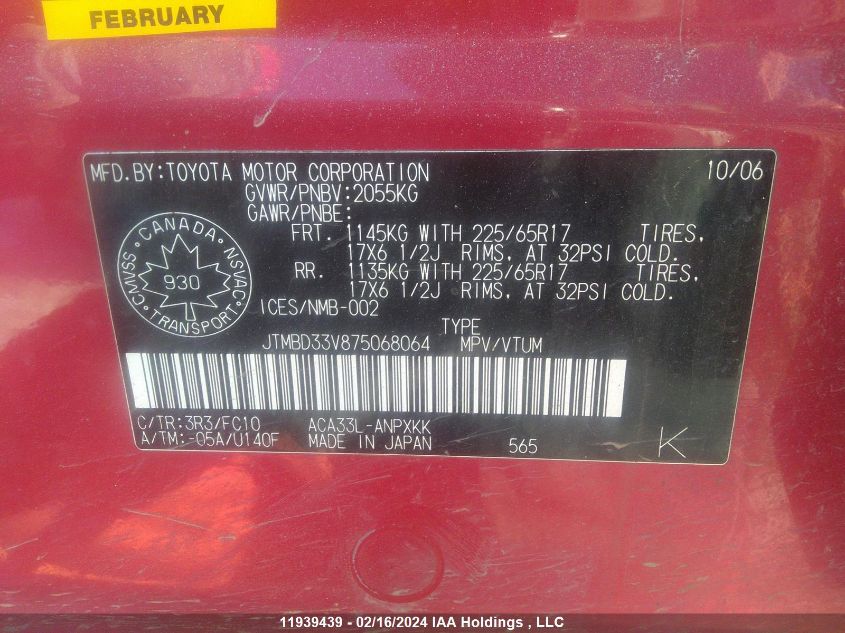 FEBRUARY
MFD.BY:TOYOTA MOTOR CORPORATION 10/06
GVWR/PNBV:2055KG
GAWR/PNBE:
FRT. 1145KG WITH 225/65R17 TIRES,
17X6 1/2J RIMS, AT 32PSI COLD.
RR. 1135KG WITH 225/65R17 TIRES,
17X6 1/2J RIMS, AT 32PSI COLD.
ICES/NMB-002
CANADA
CMVSS 930 NSVAC
TRANSPORT
TYPE
JTMBD33V875068064 MPV/VTUM
C/TR:3R3/FC10 ACA33L-ANPXKK
A/TM:-05A/U140F MADE IN JAPAN 565 K
11939439 - 02/16/2024 IAA Holdings , LLC